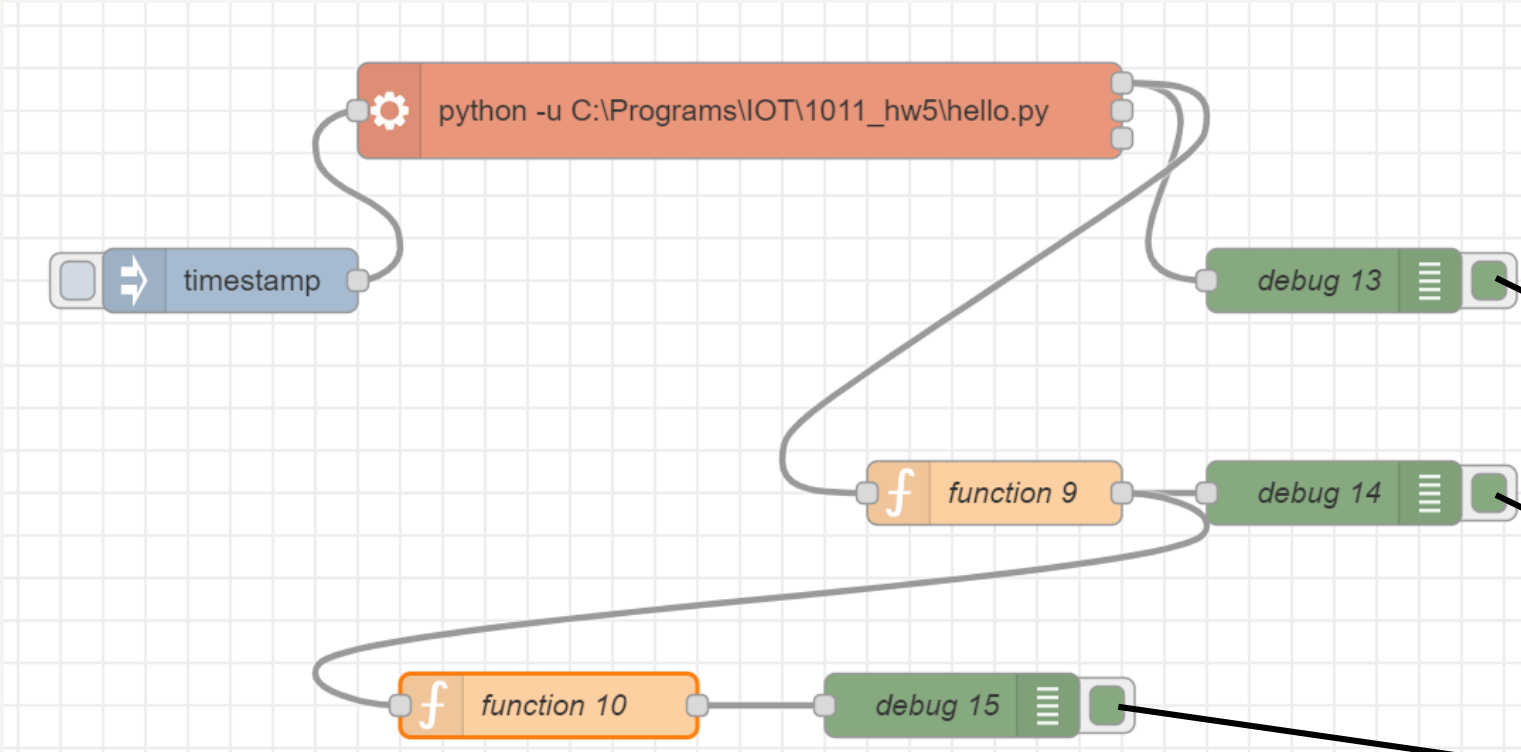 python -u C:\Programs\IOT\1011_hw5\hello.py
timestamp
debug 13
function 9
debug 14
function 10
debug 15